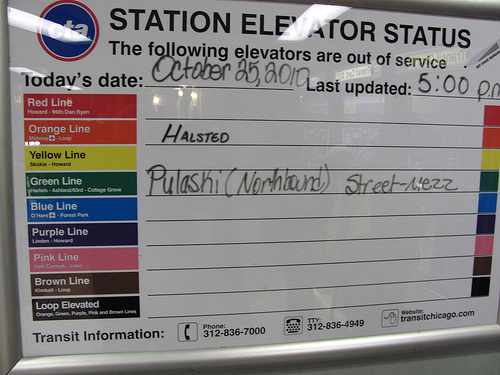 cta
STATION ELEVATOR STATUS
The following elevators are out of service
Today's date: October 25, 2010 Last updated: 5:00 p.m
Red Line
Howard - 95th/Dan Ryan
Orange Line HALSTED
Midway - Loop
Yellow Line
Skokie - Howard
Green Line Pulaski (Northbound) Street-Mezz
Harlem - Ashland/63rd - Cottage Grove
Blue Line
O'Hare - Forest Park
Purple Line
Linden - Howard
Pink Line
54th/Cermak - Loop
Brown Line
Kimball - Loop
Loop Elevated
Orange, Green, Purple, Pink and Brown Lines
Transit Information: Phone: 312-836-7000 TTY: 312-836-4949 Website: transitchicago.com